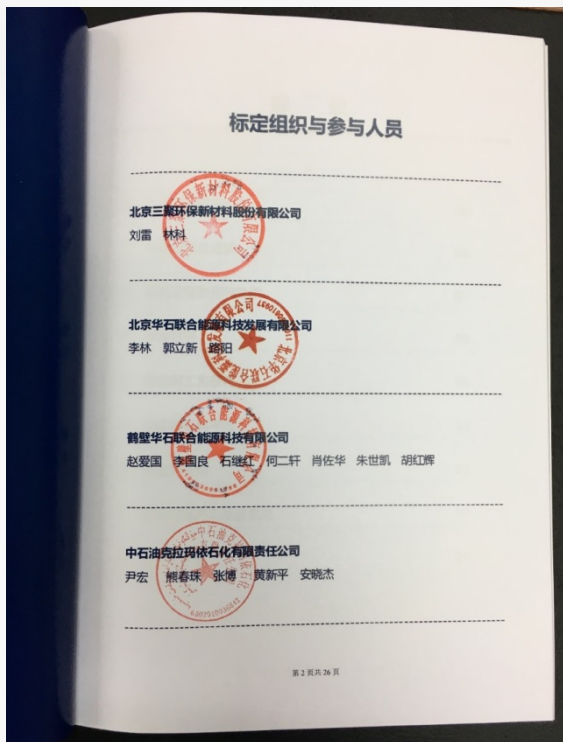 标定组织与参与人员
北京三聚环保新材料股份有限公司
刘雷 林科
北京华石联合能源科技发展有限公司
李林 郭立新 路阳
鹤壁华石联合能源科技有限公司
赵爱国 李国良 石继红 何二轩 肖佐华 朱世凯 胡红辉
中石油克拉玛依石化有限责任公司
尹宏 熊春珠 张博 黄新平 安晓杰
第 2 页共 26 页